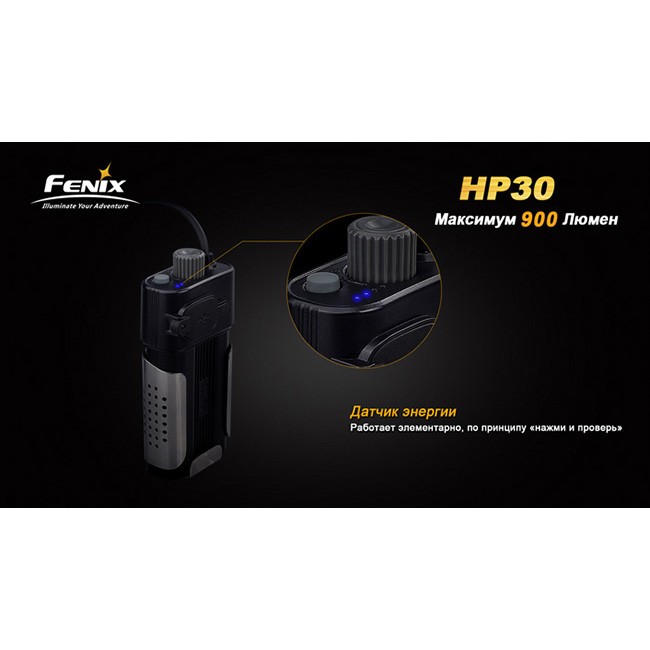 FENIX
Illuminate Your Adventure
HP30
Максимум 900 Люмен
Датчик энергии
Работает элементарно, по принципу «нажми и проверь»